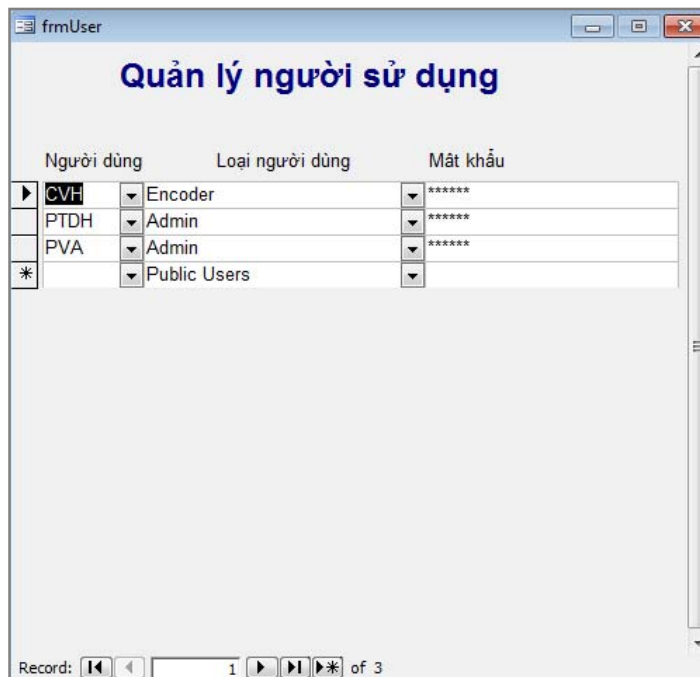 frmUser
Quản lý người sử dụng
Người dùng Loại người dùng Mât khẩu
CVH Encoder ******
PTDH Admin ******
PVA Admin ******
Public Users
Record: 1 of 3